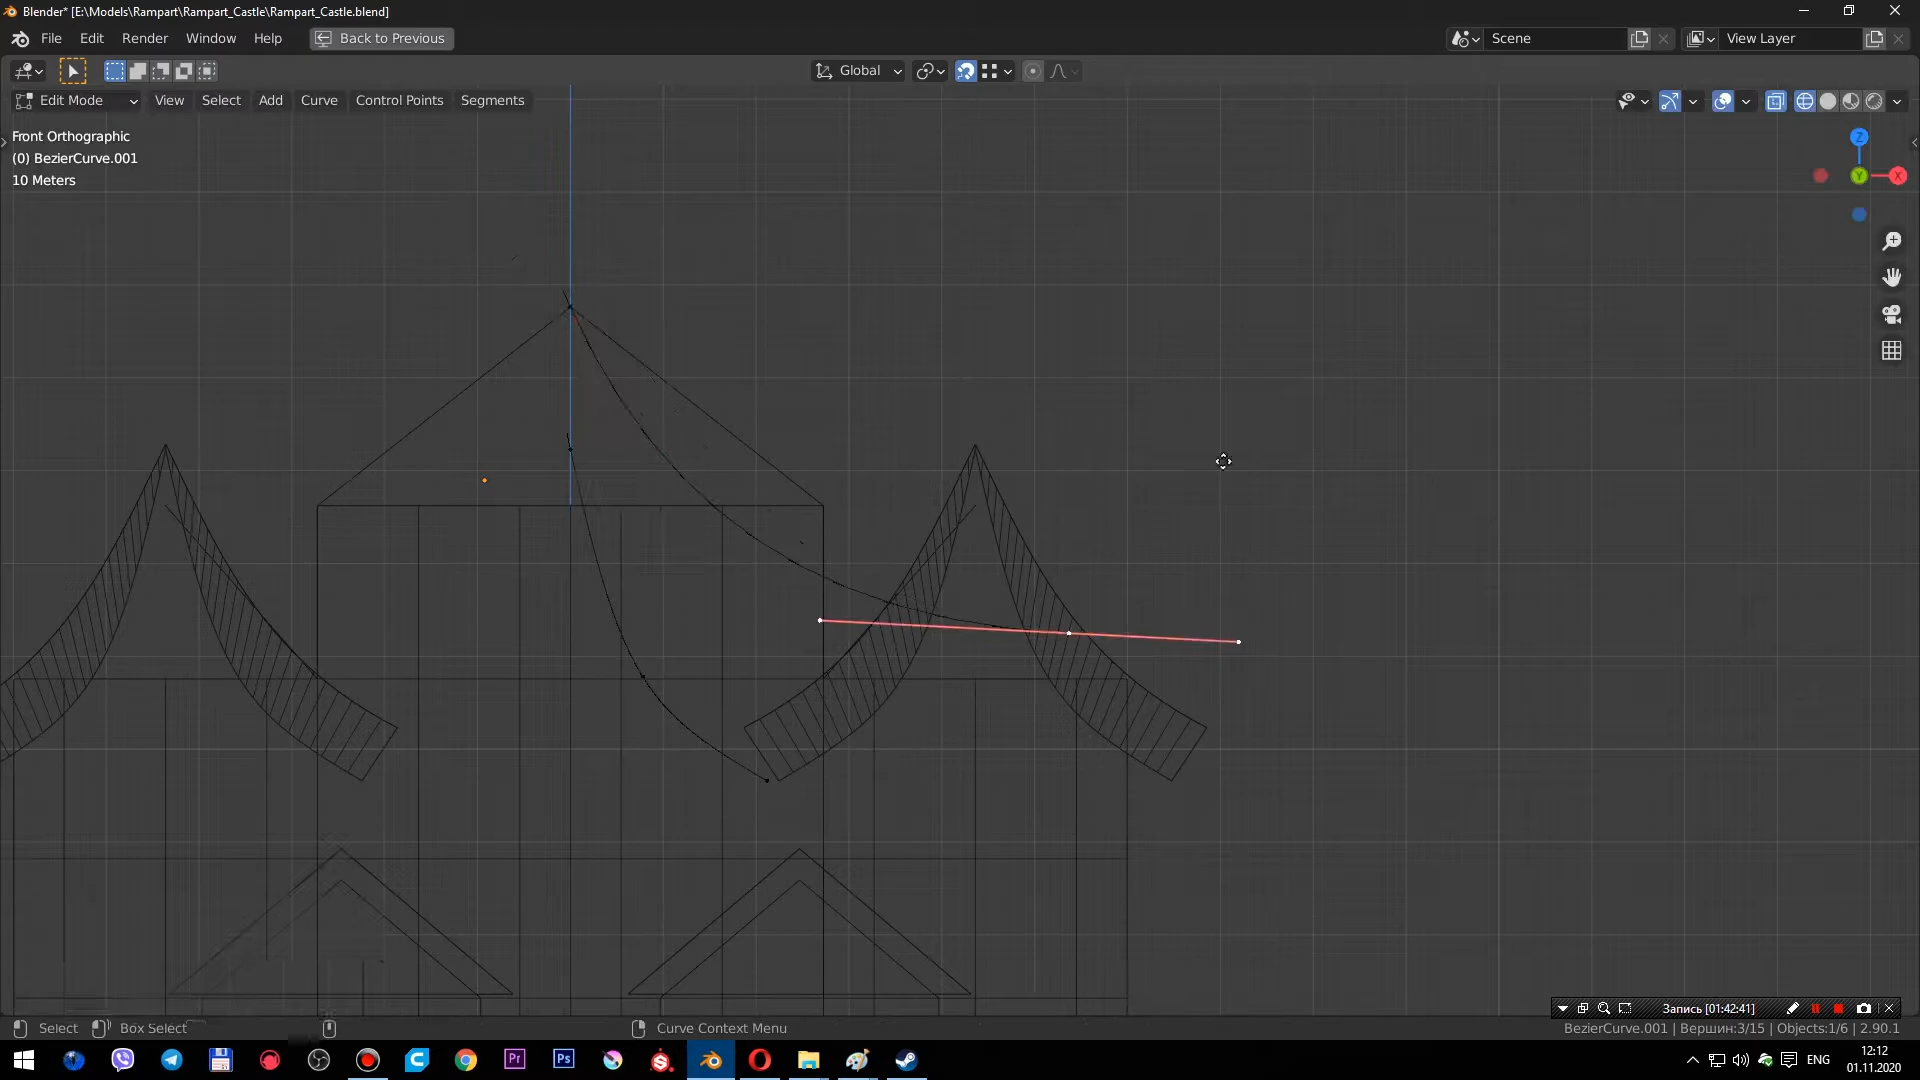 Blender* [E:\Models\Rampart\Rampart_Castle\Rampart_Castle.blend]
File Edit Render Window Help Back to Previous Scene View Layer
Global
Edit Mode View Select Add Curve Control Points Segments
Front Orthographic
(0) BezierCurve.001
10 Meters
Z
Y
X
Запись [01:42:41]
Select Box Select Curve Context Menu BezierCurve.001 | Вершин:3/15 | Objects:1/6 | 2.90.1
Pr Ps ENG 12:12
01.11.2020